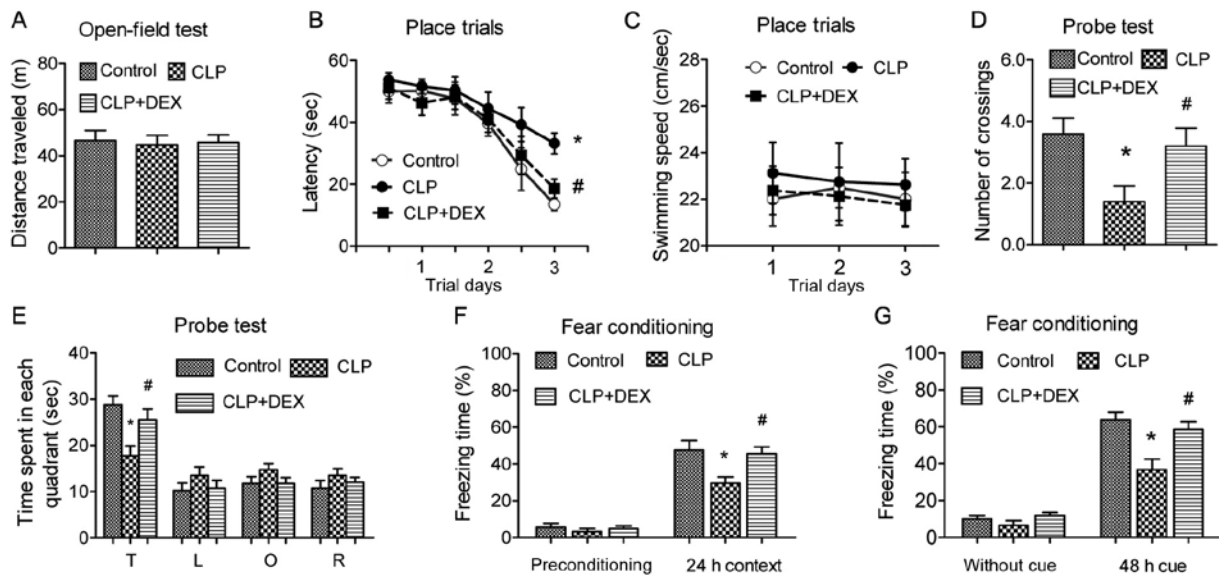 A
Open-field test
Control
CLP
CLP+DEX
Distance traveled (m)
80
60
40
20
0
B
Place trials
Latency (sec)
60
40
20
0
Control
CLP
CLP+DEX
*
#
1 2 3
Trial days
C
Place trials
Control
CLP
CLP+DEX
Swimming speed (cm/sec)
26
25
24
23
22
22
1 2 3
Trial days
D
Probe test
Control
CLP
CLP+DEX
Number of crossings
6.0
4.0
2.0
0.0
*
#
E
Probe test
Control
CLP
CLP+DEX
Time spent in each
quadrant (sec)
40
30
20
10
0
*
#
T L O R
F
Fear conditioning
Control
CLP
CLP+DEX
Freezing time (%)
100
80
60
40
20
0
*
#
Preconditioning 24 h context
G
Fear conditioning
Control
CLP
CLP+DEX
Freezing time (%)
100
80
60
40
20
0
*
#
Without cue 48 h cue